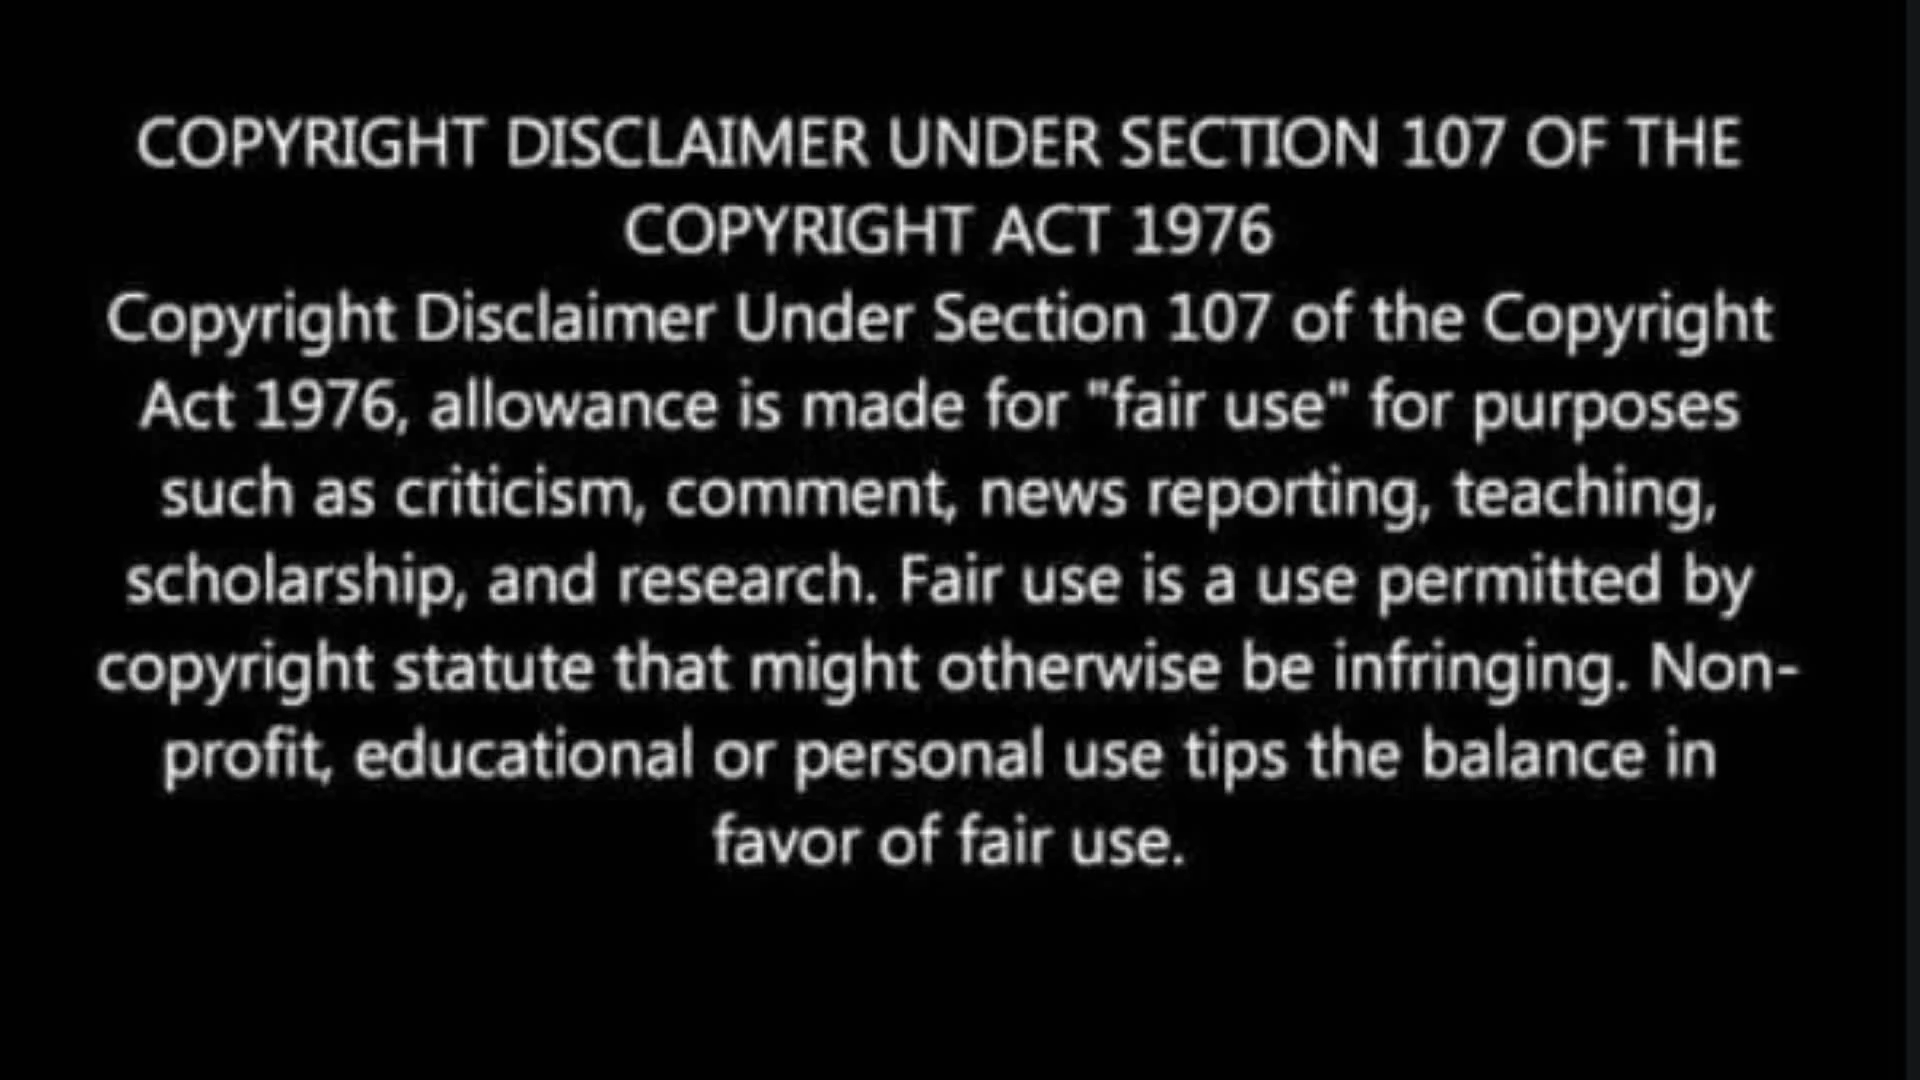 COPYRIGHT DISCLAIMER UNDER SECTION 107 OF THE
COPYRIGHT ACT 1976
Copyright Disclaimer Under Section 107 of the Copyright
Act 1976, allowance is made for "fair use" for purposes
such as criticism, comment, news reporting, teaching,
scholarship, and research. Fair use is a use permitted by
copyright statute that might otherwise be infringing. Non-
profit, educational or personal use tips the balance in
favor of fair use.